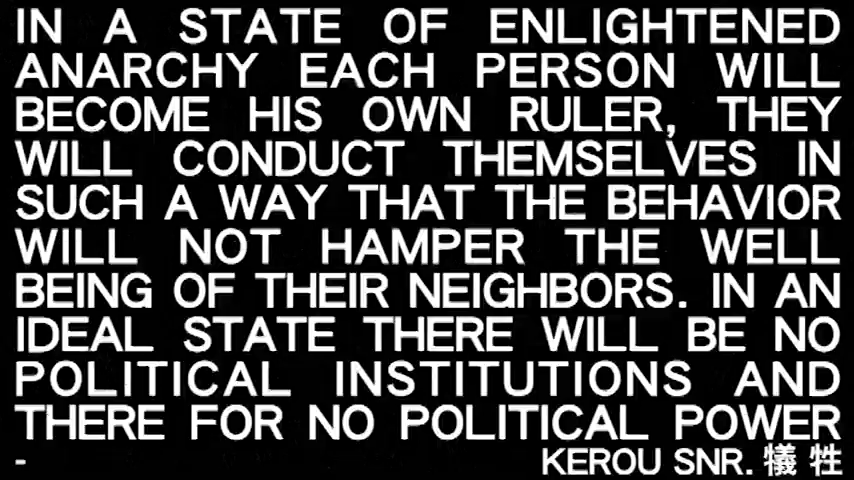 IN A STATE OF ENLIGHTENED
ANARCHY EACH PERSON WILL
BECOME HIS OWN RULER, THEY
WILL CONDUCT THEMSELVES IN
SUCH A WAY THAT THE BEHAVIOR
WILL NOT HAMPER THE WELL
BEING OF THEIR NEIGHBORS. IN AN
IDEAL STATE THERE WILL BE NO
POLITICAL INSTITUTIONS AND
THERE FOR NO POLITICAL POWER
- KEROU SNR. 犠牲